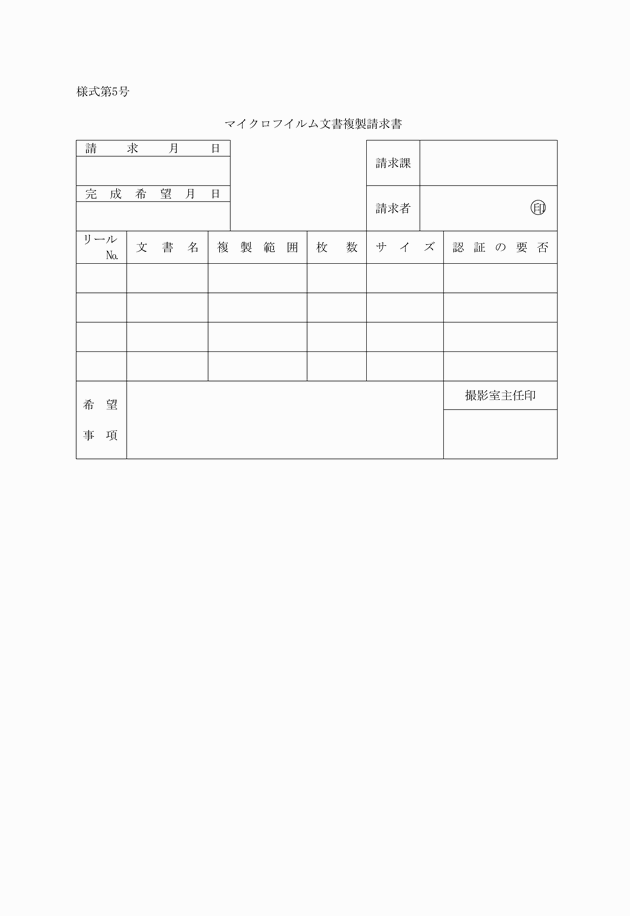 様式第5号
マイクロフイルム文書複製請求書
請求月日
請求課
完成希望月日
請求者 ㊞
リール
№
文書名 複製範囲 枚数 サイズ 認証の要否
希望
事項
撮影室主任印